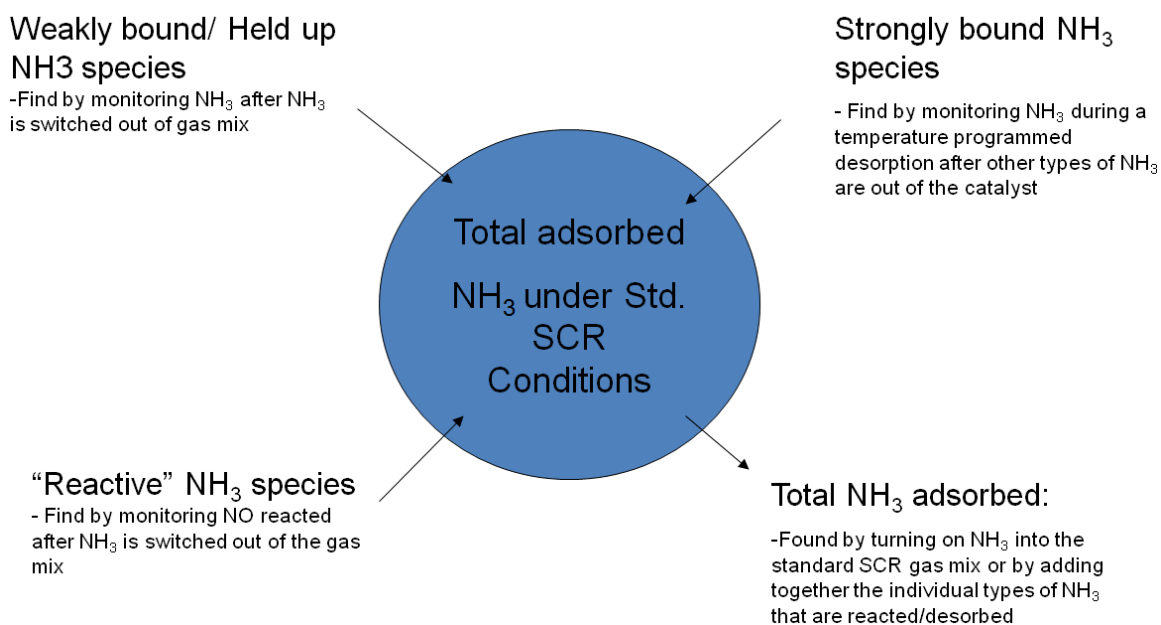 Weakly bound/ Held up
NH3 species
-Find by monitoring NH₃ after NH₃
is switched out of gas mix
Strongly bound NH₃
species
- Find by monitoring NH₃ during a
temperature programmed
desorption after other types of NH₃
are out of the catalyst
Total adsorbed
NH₃ under Std.
SCR
Conditions
“Reactive” NH₃ species
- Find by monitoring NO reacted
after NH₃ is switched out of the gas
mix
Total NH₃ adsorbed:
-Found by turning on NH₃ into the
standard SCR gas mix or by adding
together the individual types of NH₃
that are reacted/desorbed